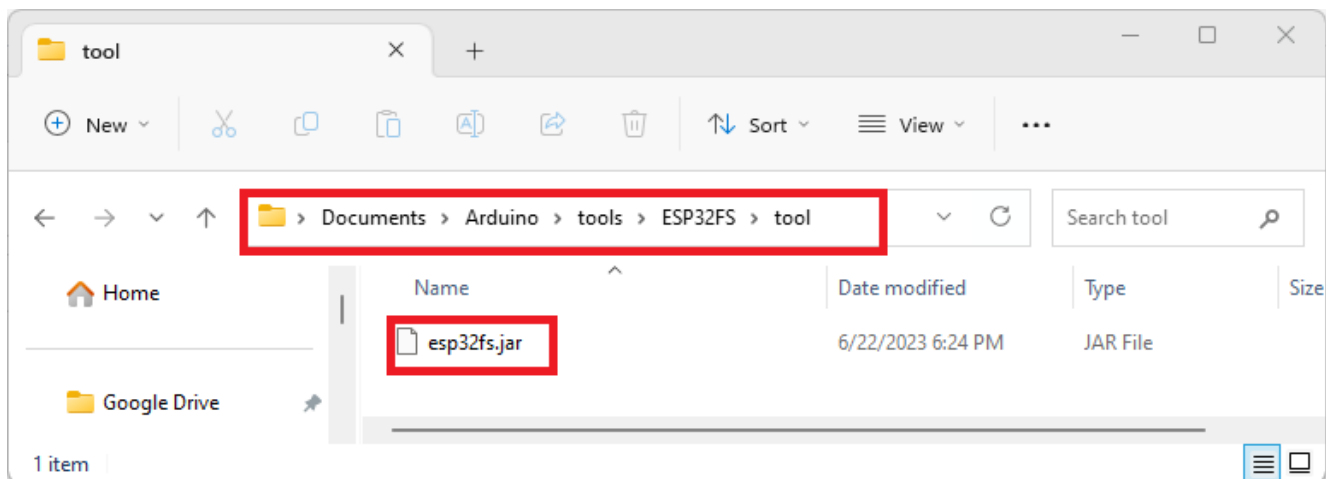 tool
New Sort View
Documents > Arduino > tools > ESP32FS > tool Search tool
Home Name Date modified Type Size
esp32fs.jar 6/22/2023 6:24 PM JAR File
Google Drive
1 item